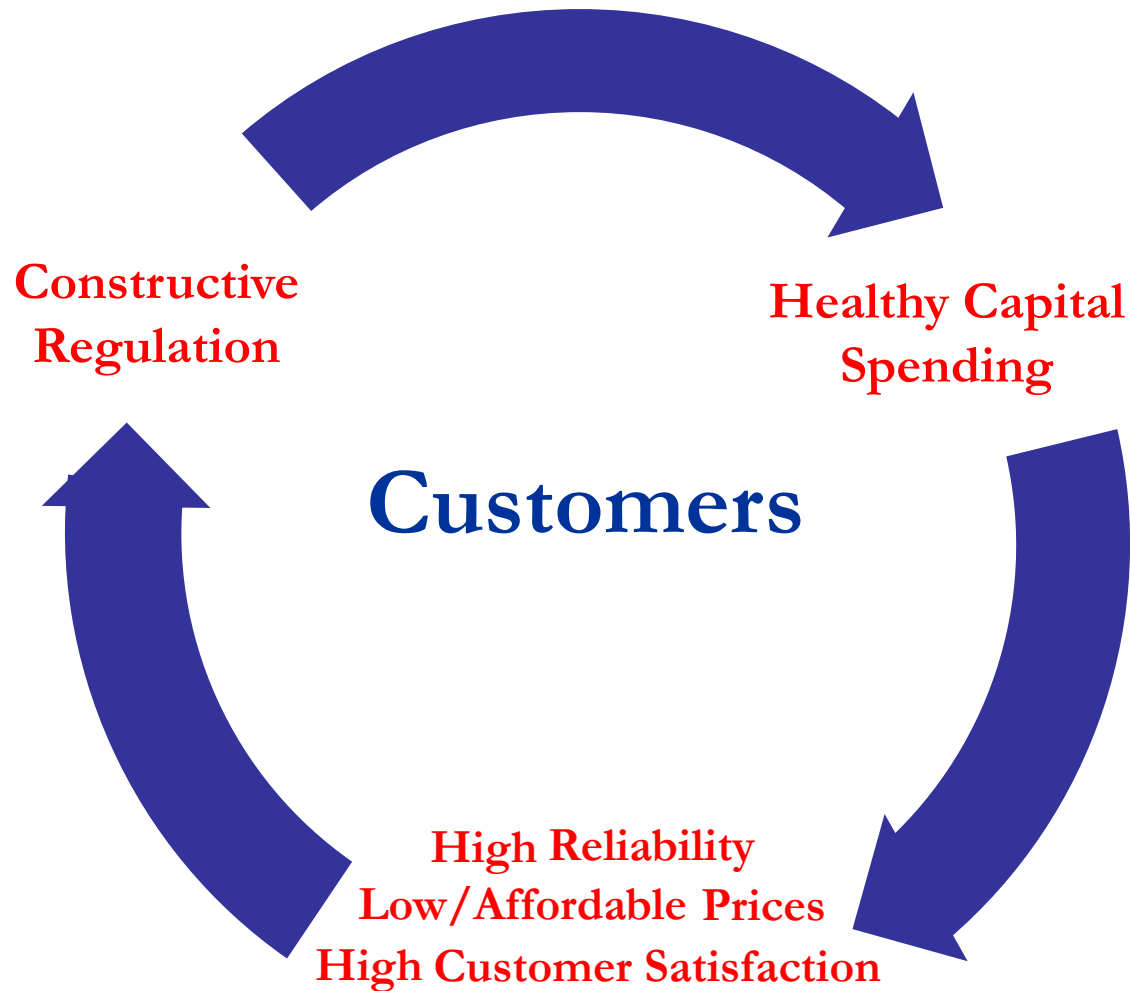 Constructive
Regulation
Healthy Capital
Spending
Customers
High Reliability
Low/Affordable Prices
High Customer Satisfaction